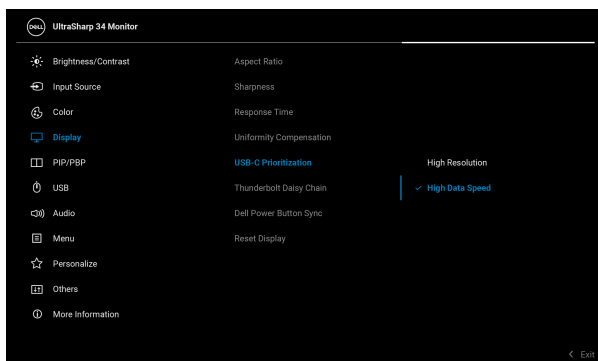 DELL UltraSharp 34 Monitor
Brightness/Contrast
Input Source
Color
Display
PIP/PBP
USB
Audio
Menu
Personalize
Others
More Information
Aspect Ratio
Sharpness
Response Time
Uniformity Compensation
USB-C Prioritization
Thunderbolt Daisy Chain
Dell Power Button Sync
Reset Display
High Resolution
High Data Speed
Exit